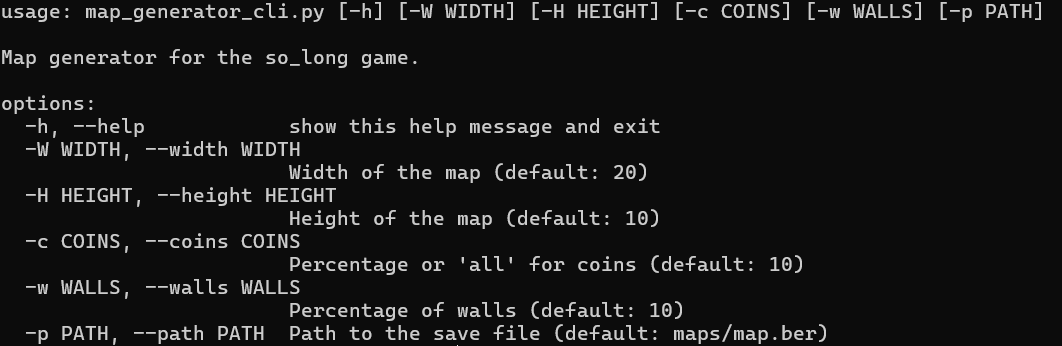 usage: map_generator_cli.py [-h] [-W WIDTH] [-H HEIGHT] [-c COINS] [-w WALLS] [-p PATH]
Map generator for the so_long game.
options:
-h, --help show this help message and exit
-W WIDTH, --width WIDTH
Width of the map (default: 20)
-H HEIGHT, --height HEIGHT
Height of the map (default: 10)
-c COINS, --coins COINS
Percentage or 'all' for coins (default: 10)
-w WALLS, --walls WALLS
Percentage of walls (default: 10)
-p PATH, --path PATH Path to the save file (default: maps/map.ber)